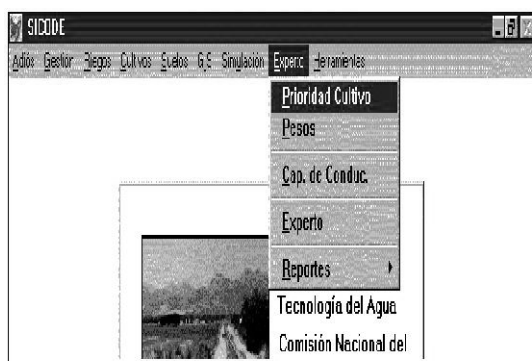 SICODE
Adiós Gestión Riegos Cultivos Suelos G.S Simulación Experto Herramientas
Prioridad Cultivo
Pesos
Cap. de Conduc.
Experto
Reportes
Tecnología del Agua
Comisión Nacional del